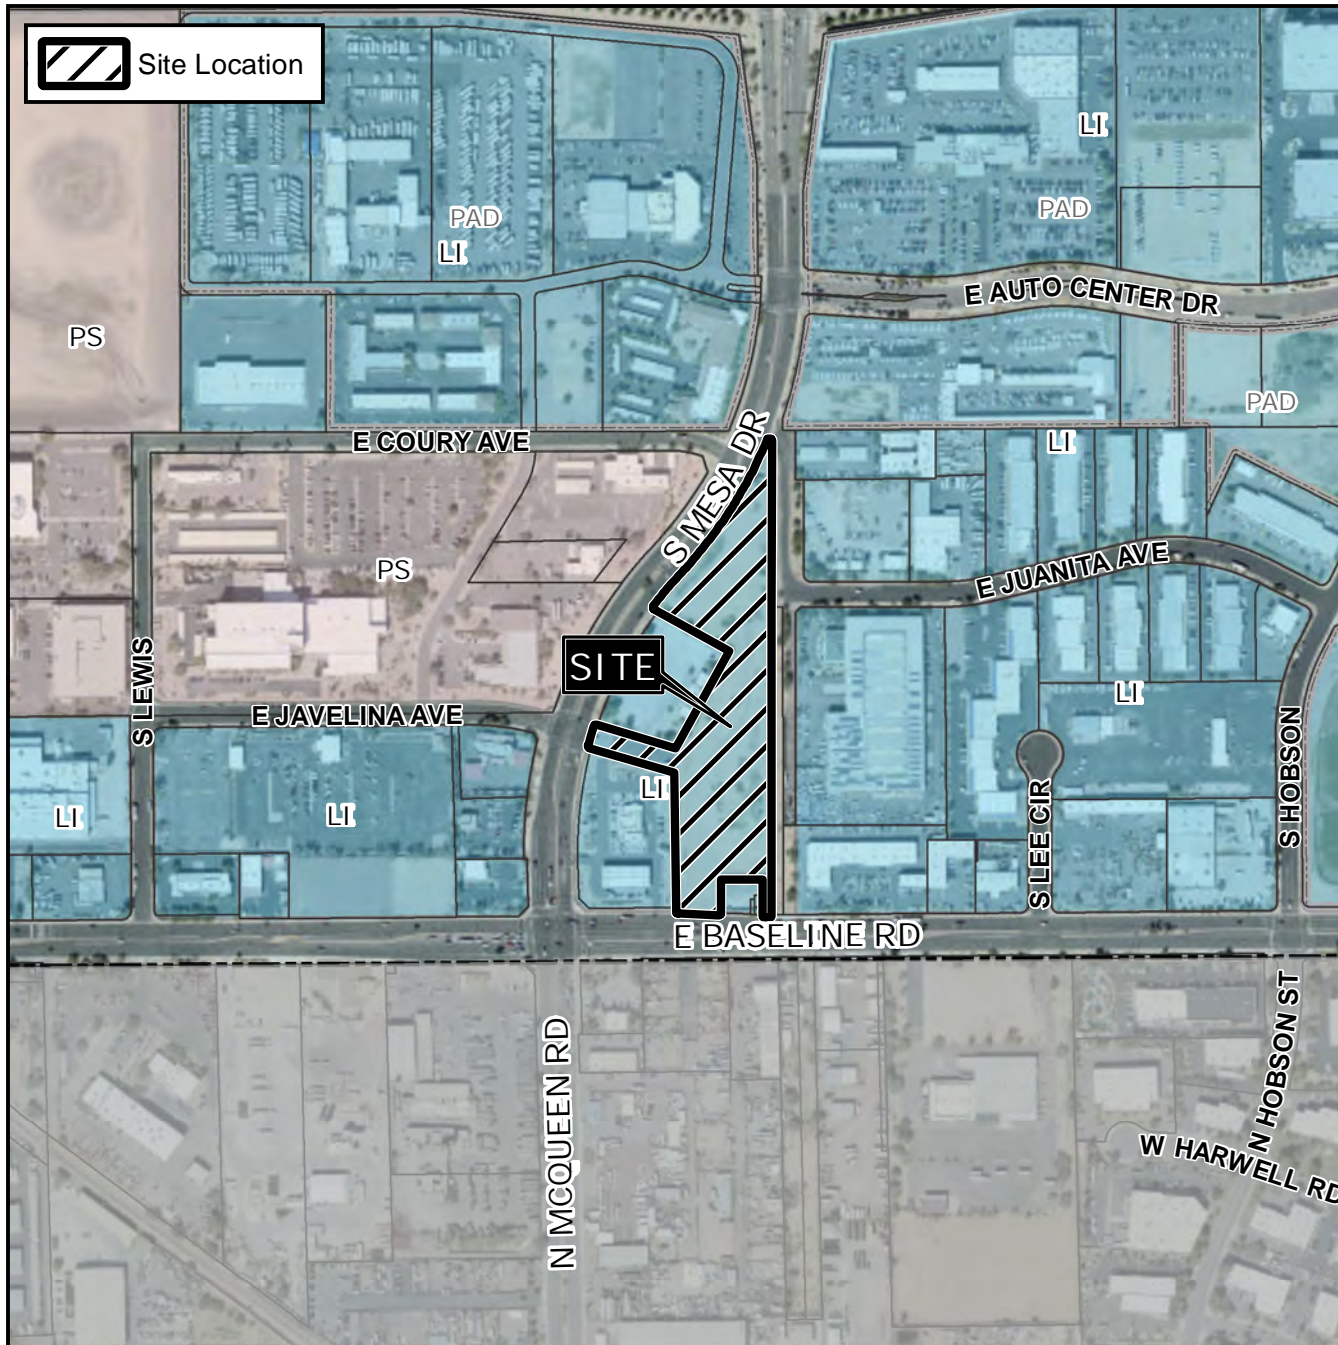 Site Location
LI
PAD
LI
PAD
E AUTO CENTER DR
PS
PAD
E COURY AVE
LI
S MESA DR
E JUANITA AVE
PS
SITE
S LEWIS
E JAVELINA AVE
LI
S HOBSON
LI
LI
LI
S LEE CIR
E BASELINE RD
N HOBSON ST
N MCQUEEN RD
W HARWELL RD